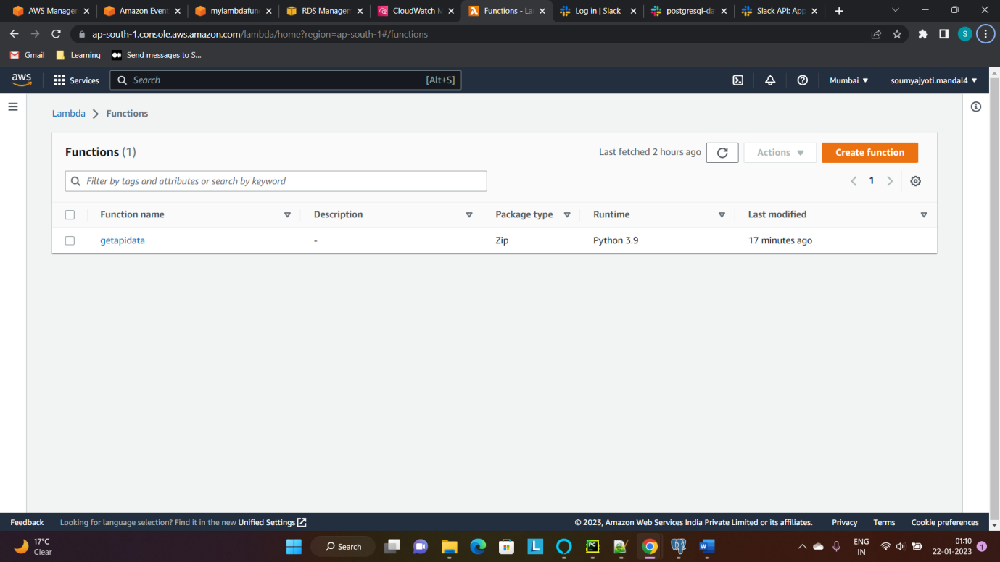 AWS Manager
Amazon Event
mylambdafun
RDS Managem
CloudWatch M
Functions - La
Log in | Slack
postgresql-da
Slack API: App
ap-south-1.console.aws.amazon.com/lambda/home?region=ap-south-1#/functions
S
Gmail
Learning
Send messages to S...
aws
Services
Search
[Alt+S]
Mumbai
soumyajyoti.mandal4
Lambda
Functions
Functions (1)
Last fetched 2 hours ago
Actions
Create function
Filter by tags and attributes or search by keyword
1
Function name
Description
Package type
Runtime
Last modified
getapidata
-
Zip
Python 3.9
17 minutes ago
Feedback
Looking for language selection? Find it in the new Unified Settings
© 2023, Amazon Web Services India Private Limited or its affiliates.
Privacy
Terms
Cookie preferences
17°C
Clear
Search
L
PC
W
ENG
IN
01:10
22-01-2023
1